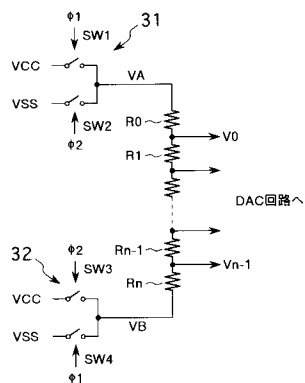 φ1
31
SW1
VCC
VA
VSS
SW2
φ2
R0
V0
R1
DAC回路へ
Rn-1
Vn-1
Rn
32
φ2
SW3
VCC
VSS
VB
SW4
φ1